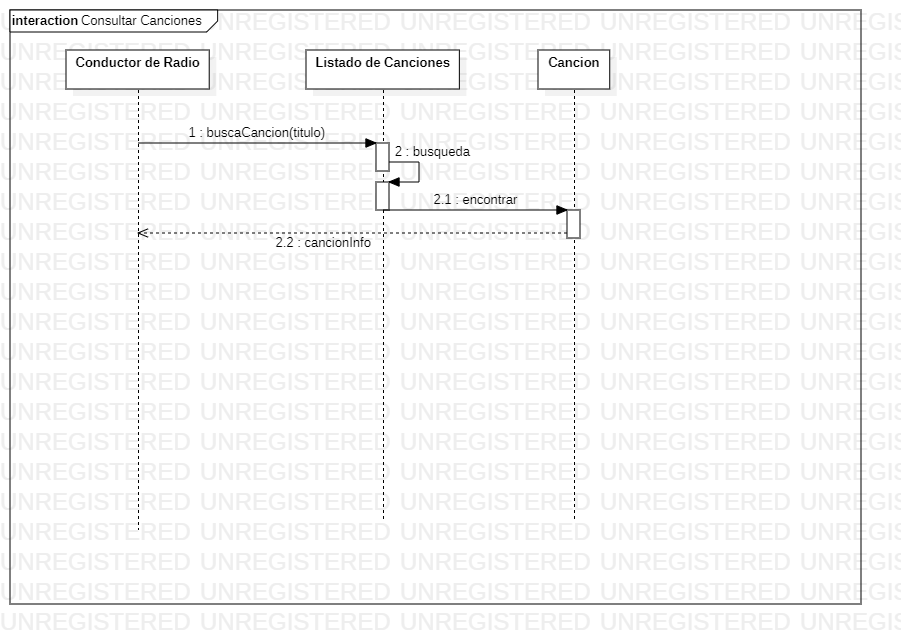 interaction Consultar Canciones
Conductor de Radio
Listado de Canciones
Cancion
1 : buscaCancion(titulo)
2 : busqueda
2.1 : encontrar
2.2 : cancionInfo
UNREGISTERED UNREGISTERED UNREGISTERED UNREGISTERED UNREGIS